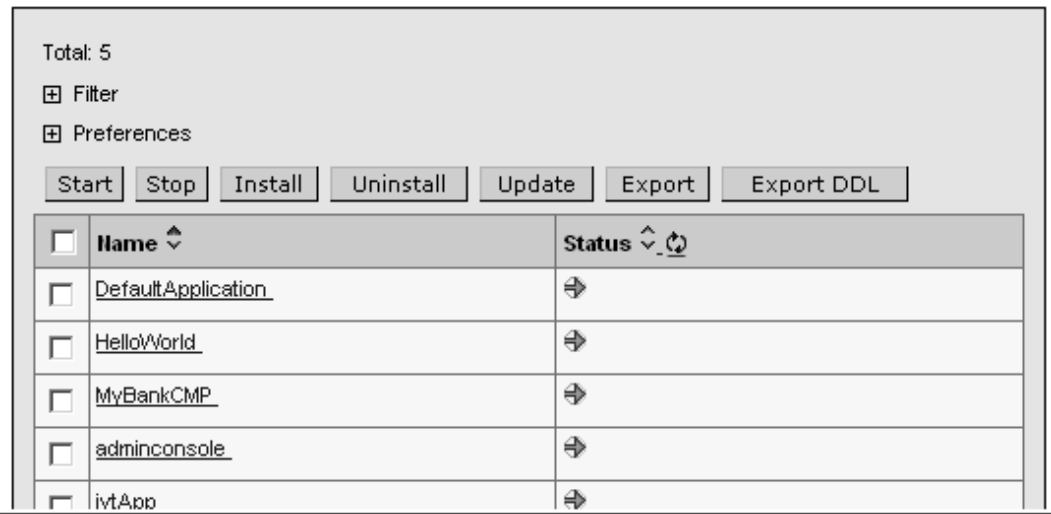 Total: 5
Filter
Preferences
Start Stop Install Uninstall Update Export Export DDL
Name Status
DefaultApplication
HelloWorld
MyBankCMP
adminconsole
ivtApp